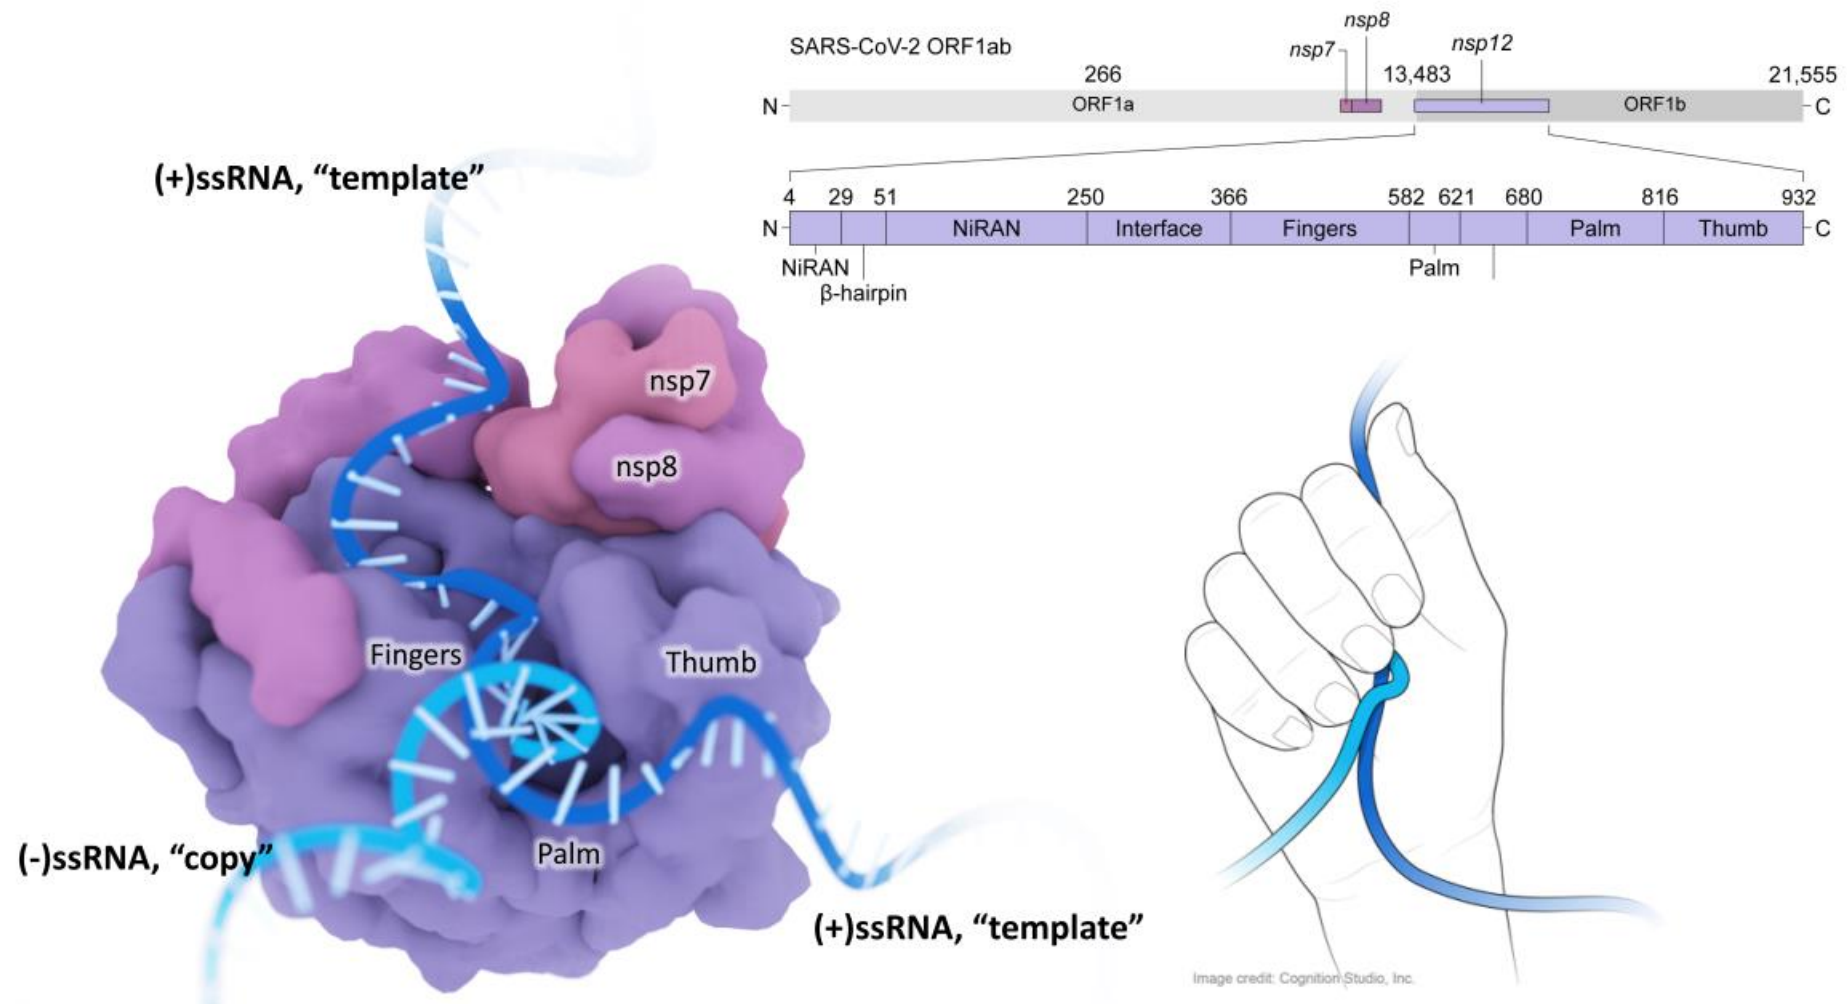 nsp8
nsp7
nsp12
SARS-CoV-2 ORF1ab
266
13,483
21,555
N
ORF1a
ORF1b
C
4 29 51 250 366 582 621 680 816 932
N
NiRAN
Interface
Fingers
Palm
Thumb
C
NiRAN
β-hairpin
Palm
(+)ssRNA, “template”
nsp7
nsp8
Fingers
Thumb
Palm
(-)ssRNA, “copy”
(+)ssRNA, “template”
Image credit: Cognition Studio, Inc.